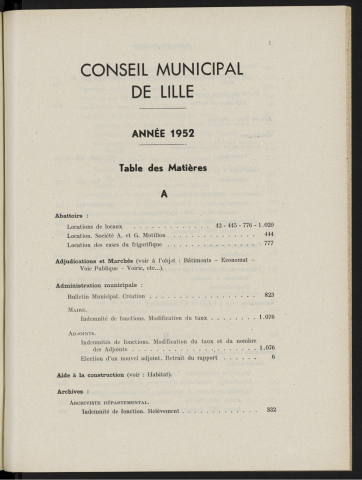 CONSEIL MUNICIPAL
DE LILLE
ANNÉE 1952
Table des Matières
A
Abattoirs :
Locations de locaux . . . . . . . . . . . . . . 42 - 445 - 776 - 1.020
Location. Société A. et G. Motillon . . . . . . . . . . . . . . 444
Location des cases du frigorifique . . . . . . . . . . . . . . 777
Adjudications et Marchés (voir à l'objet : Bâtiments - Economat -
Voie Publique - Voirie, etc...).
Administration municipale :
Bulletin Municipal. Création . . . . . . . . . . . . . . 823
MAIRE.
Indemnité de fonctions. Modification du taux . . . . . . . . 1.076
ADJOINTS.
Indemnités de fonctions. Modification du taux et du nombre
des Adjoints . . . . . . . . . . . . . . 1.076
Election d'un nouvel adjoint. Retrait du rapport . . . . . . 6
Aide à la construction (voir : Habitat).
Archives :
ARCHIVISTE DÉPARTEMENTAL.
Indemnité de fonction. Relèvement . . . . . . . . . . 332